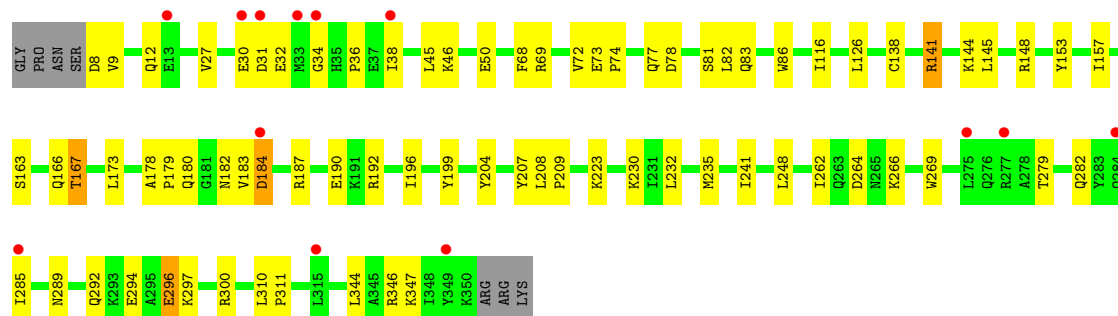 GLY PRO ASN SER D8 V9 Q12 E13 V27 E30 D31 E32 M33 G34 H35 P36 E37 I38 L45 K46 E50 F68 R69 V72 E73 P74 Q77 D78 S81 L82 Q83 W86 I116 L126 C138 R141 K144 L145 R148 Y153 I157
S163 Q166 T167 L173 A178 P179 Q180 G181 N182 V183 D184 R187 E190 K191 R192 I196 Y199 Y204 Y207 L208 P209 K223 K230 I231 L232 M235 I241 L248 I262 Q263 D264 N265 K266 W269 L275 Q276 R277 A278 T279 Q282 Y283
I285 N289 Q292 K293 E294 A295 E296 K297 R300 L310 P311 L315 L344 A345 R346 K347 I348 Y349 K350 ARG ARG LYS